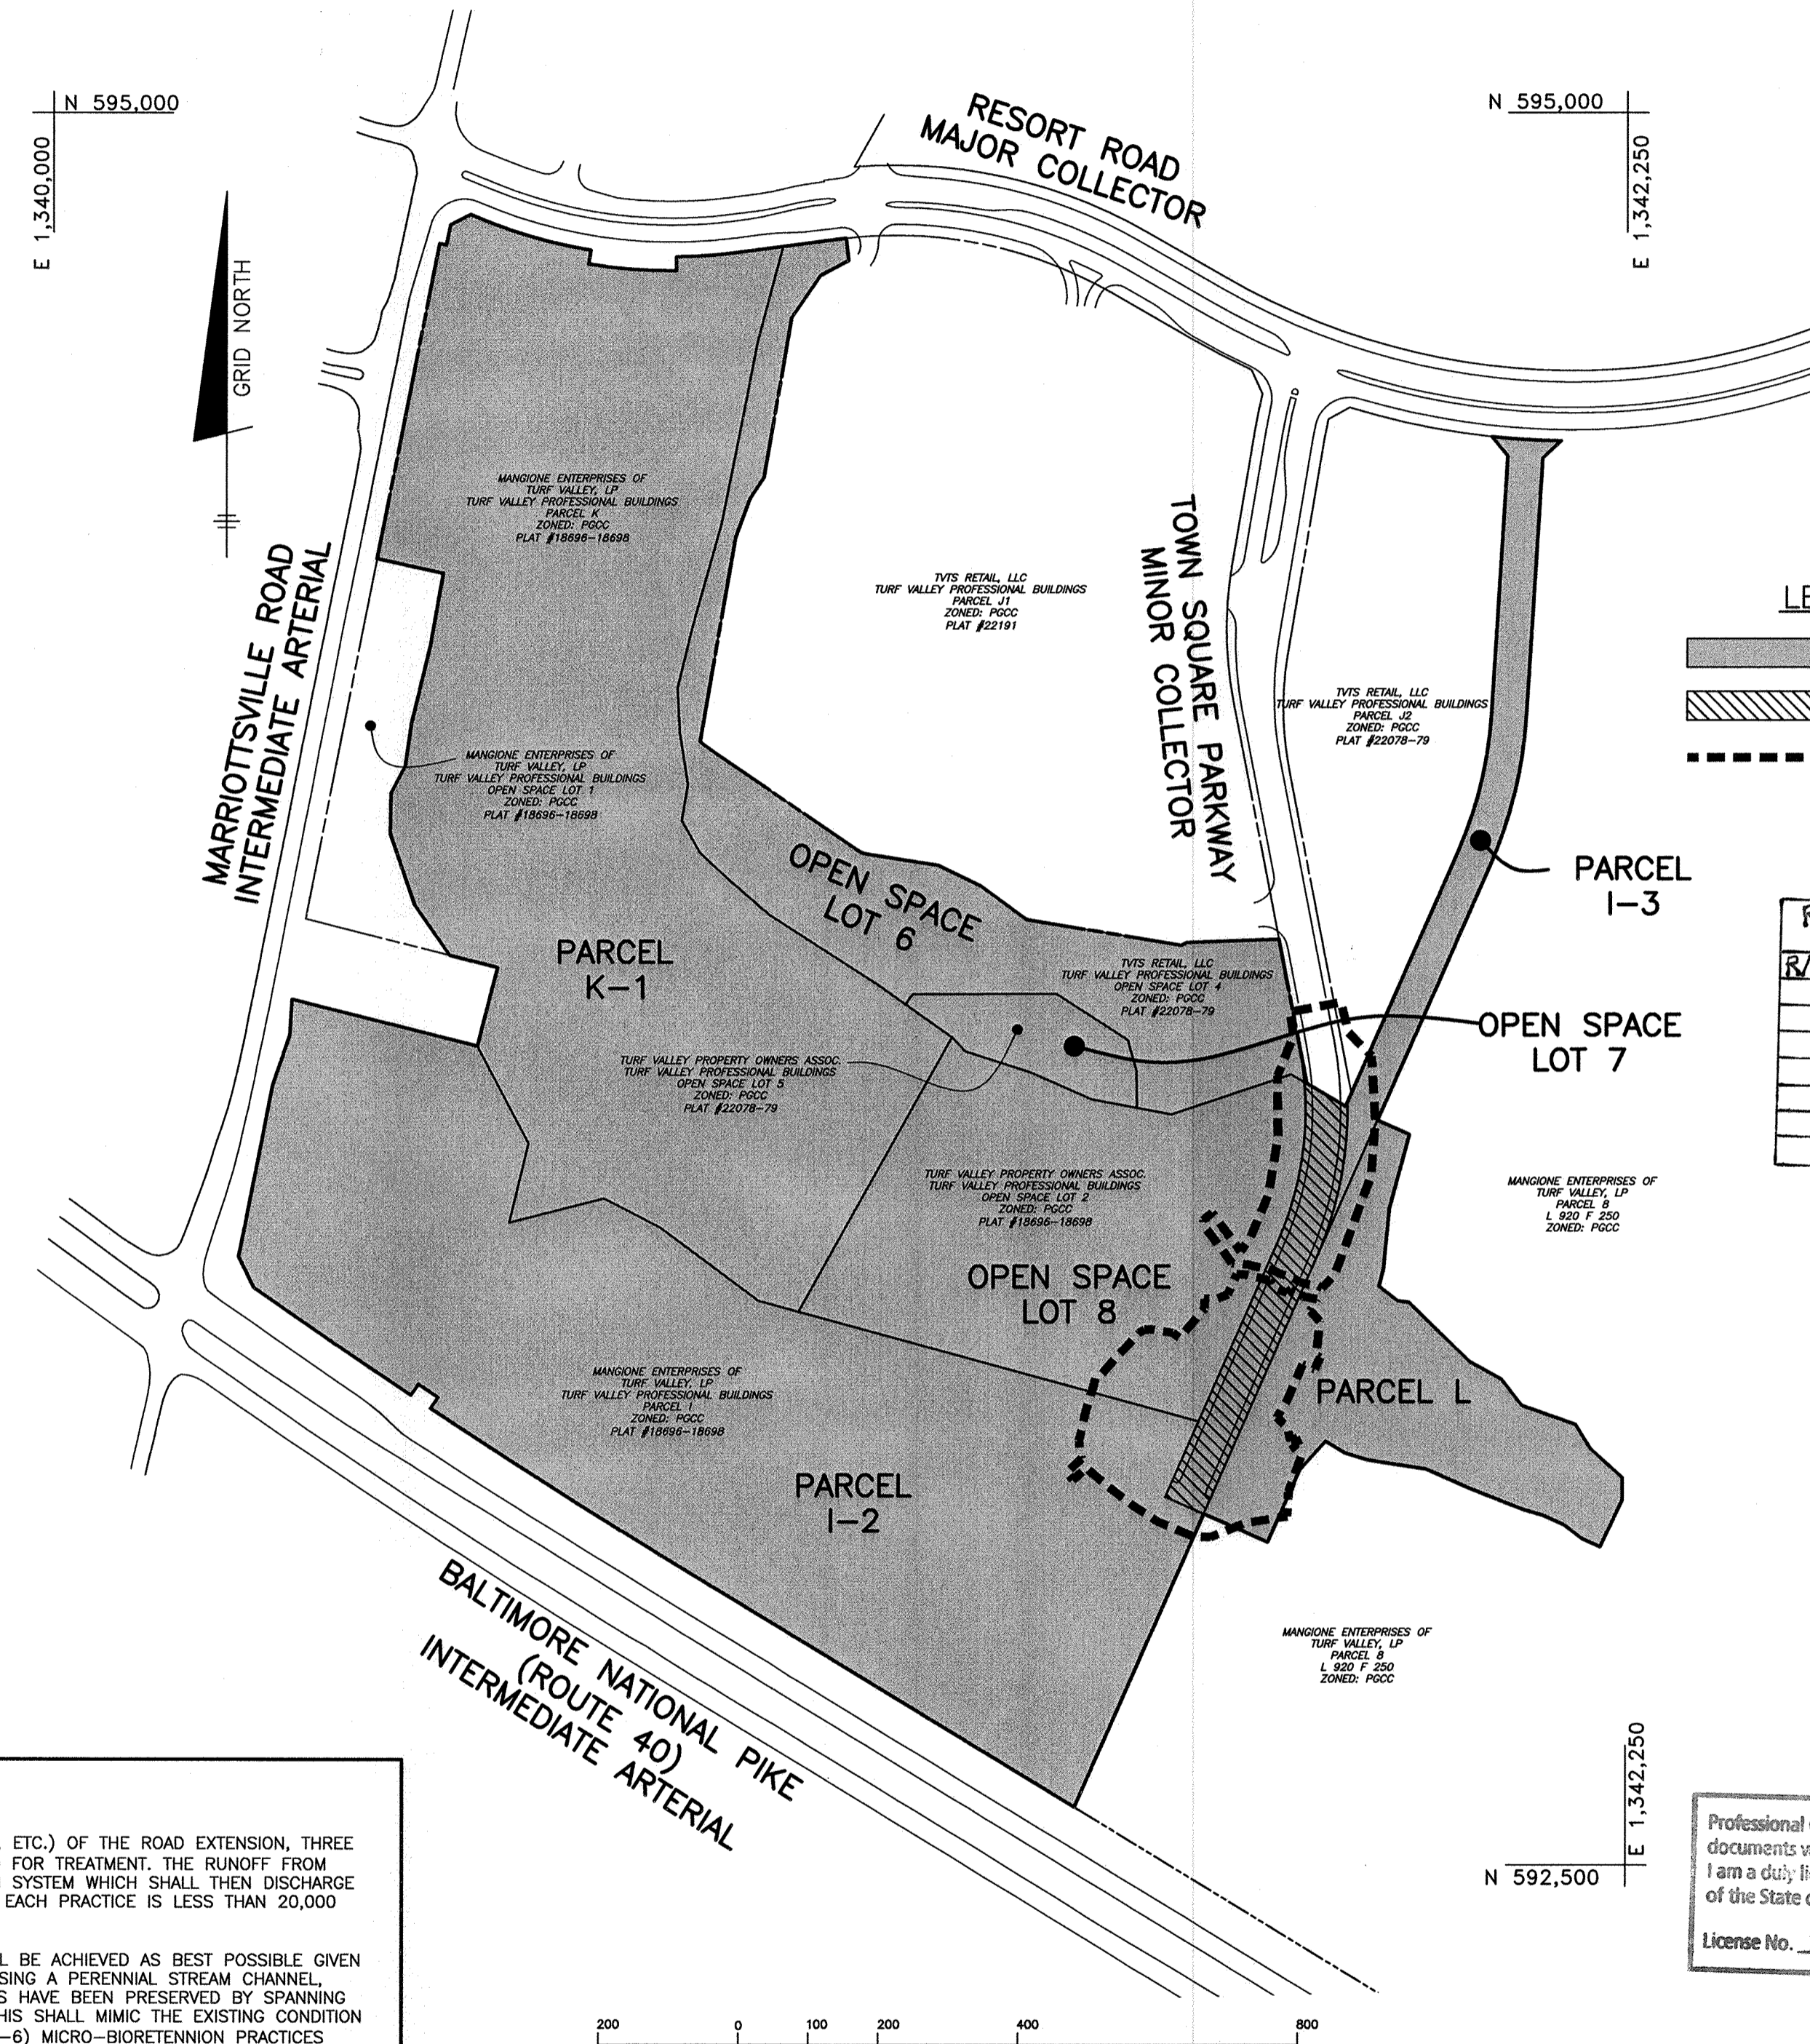 N 595,000
E 1,340,000
N 595,000
E 1,342,250
RESORT ROAD
MAJOR COLLECTOR
GRID NORTH
MARRIOTTSVILLE ROAD
INTERMEDIATE ARTERIAL
MANGIONE ENTERPRISES OF
TURF VALLEY, LP
TURF VALLEY PROFESSIONAL BUILDINGS
PARCEL K
ZONED: PGCC
PLAT #18696-18698
TVTS RETAIL, LLC
TURF VALLEY PROFESSIONAL BUILDINGS
PARCEL J1
ZONED: PGCC
PLAT #22191
TOWN SQUARE PARKWAY
MINOR COLLECTOR
TVTS RETAIL, LLC
TURF VALLEY PROFESSIONAL BUILDINGS
PARCEL J2
ZONED: PGCC
PLAT #22078-79
MANGIONE ENTERPRISES OF
TURF VALLEY, LP
TURF VALLEY PROFESSIONAL BUILDINGS
OPEN SPACE LOT 1
ZONED: PGCC
PLAT #18696-18698
PARCEL
I-3
OPEN SPACE
LOT 6
PARCEL
K-1
TVTS RETAIL, LLC
TURF VALLEY PROFESSIONAL BUILDINGS
OPEN SPACE LOT 4
ZONED: PGCC
PLAT #22078-79
OPEN SPACE
LOT 7
TURF VALLEY PROPERTY OWNERS ASSOC.
TURF VALLEY PROFESSIONAL BUILDINGS
OPEN SPACE LOT 5
ZONED: PGCC
PLAT #22078-79
TURF VALLEY PROPERTY OWNERS ASSOC.
TURF VALLEY PROFESSIONAL BUILDINGS
OPEN SPACE LOT 2
ZONED: PGCC
PLAT #18696-18698
MANGIONE ENTERPRISES OF
TURF VALLEY, LP
PARCEL 8
L 920 F 250
ZONED: PGCC
OPEN SPACE
LOT 8
PARCEL L
MANGIONE ENTERPRISES OF
TURF VALLEY, LP
TURF VALLEY PROFESSIONAL BUILDINGS
PARCEL I
ZONED: PGCC
PLAT #18696-18698
PARCEL
I-2
BALTIMORE NATIONAL PIKE
(ROUTE 40)
INTERMEDIATE ARTERIAL
MANGIONE ENTERPRISES OF
TURF VALLEY, LP
PARCEL 8
L 920 F 250
ZONED: PGCC
E 1,342,250
N 592,500
Professional
documents
I am a duly
of the State
License No.
ETC.) OF THE ROAD EXTENSION, THREE
FOR TREATMENT. THE RUNOFF FROM
SYSTEM WHICH SHALL THEN DISCHARGE
EACH PRACTICE IS LESS THAN 20,000
BE ACHIEVED AS BEST POSSIBLE GIVEN
A PERENNIAL STREAM CHANNEL,
HAVE BEEN PRESERVED BY SPANNING
SHALL MIMIC THE EXISTING CONDITION
MICRO-BIORETENNION PRACTICES
200 0 100 200 400 800